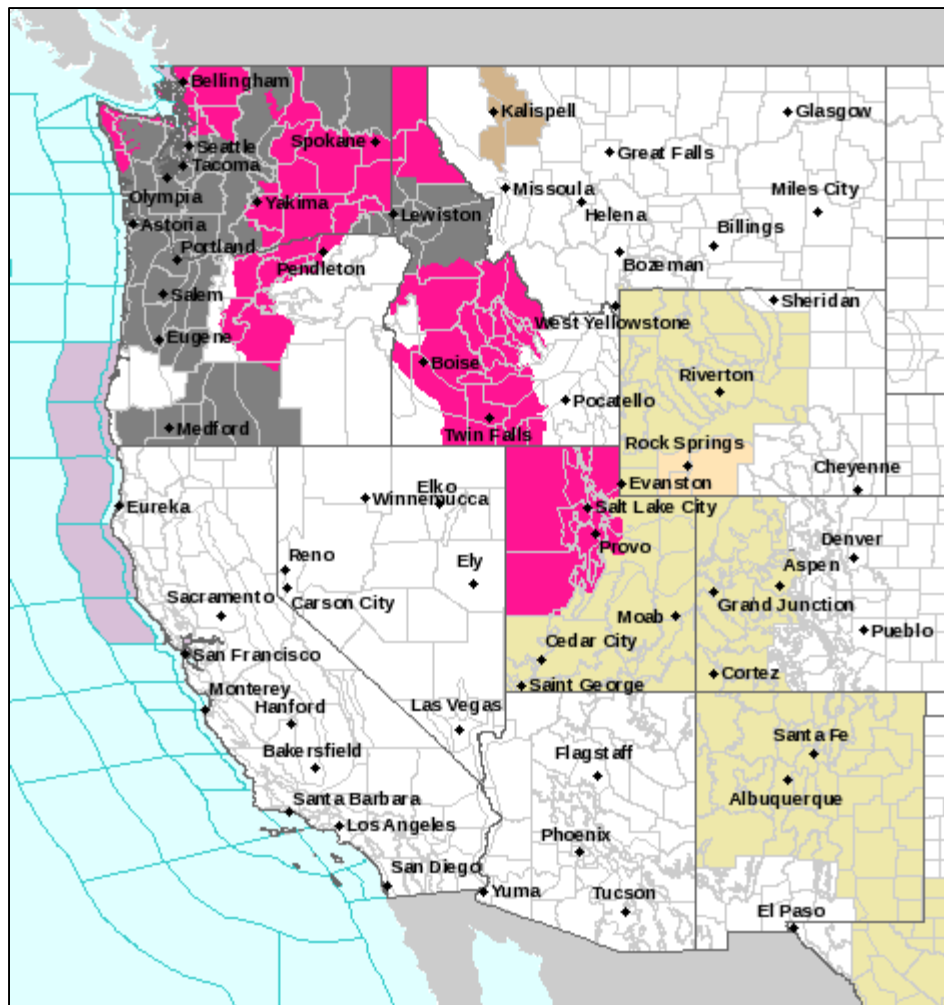 Bellingham
Kalispell
Glasgow
Seattle
Spokane
Great Falls
Tacoma
Olympia
Missoula
Miles City
Yakima
Helena
Lewiston
Astoria
Billings
Portland
Bozeman
Pendleton
Salem
Sheridan
West Yellowstone
Eugene
Boise
Riverton
Pocatello
Medford
Twin Falls
Rock Springs
Cheyenne
Evanston
Elko
Winnemucca
Eureka
Salt Lake City
Provo
Denver
Reno
Ely
Aspen
Sacramento
Carson City
Grand Junction
Moab
Pueblo
Cedar City
San Francisco
Cortez
Saint George
Monterey
Hanford
Las Vegas
Santa Fe
Bakersfield
Flagstaff
Albuquerque
Santa Barbara
Los Angeles
Phoenix
San Diego
Yuma
Tucson
El Paso